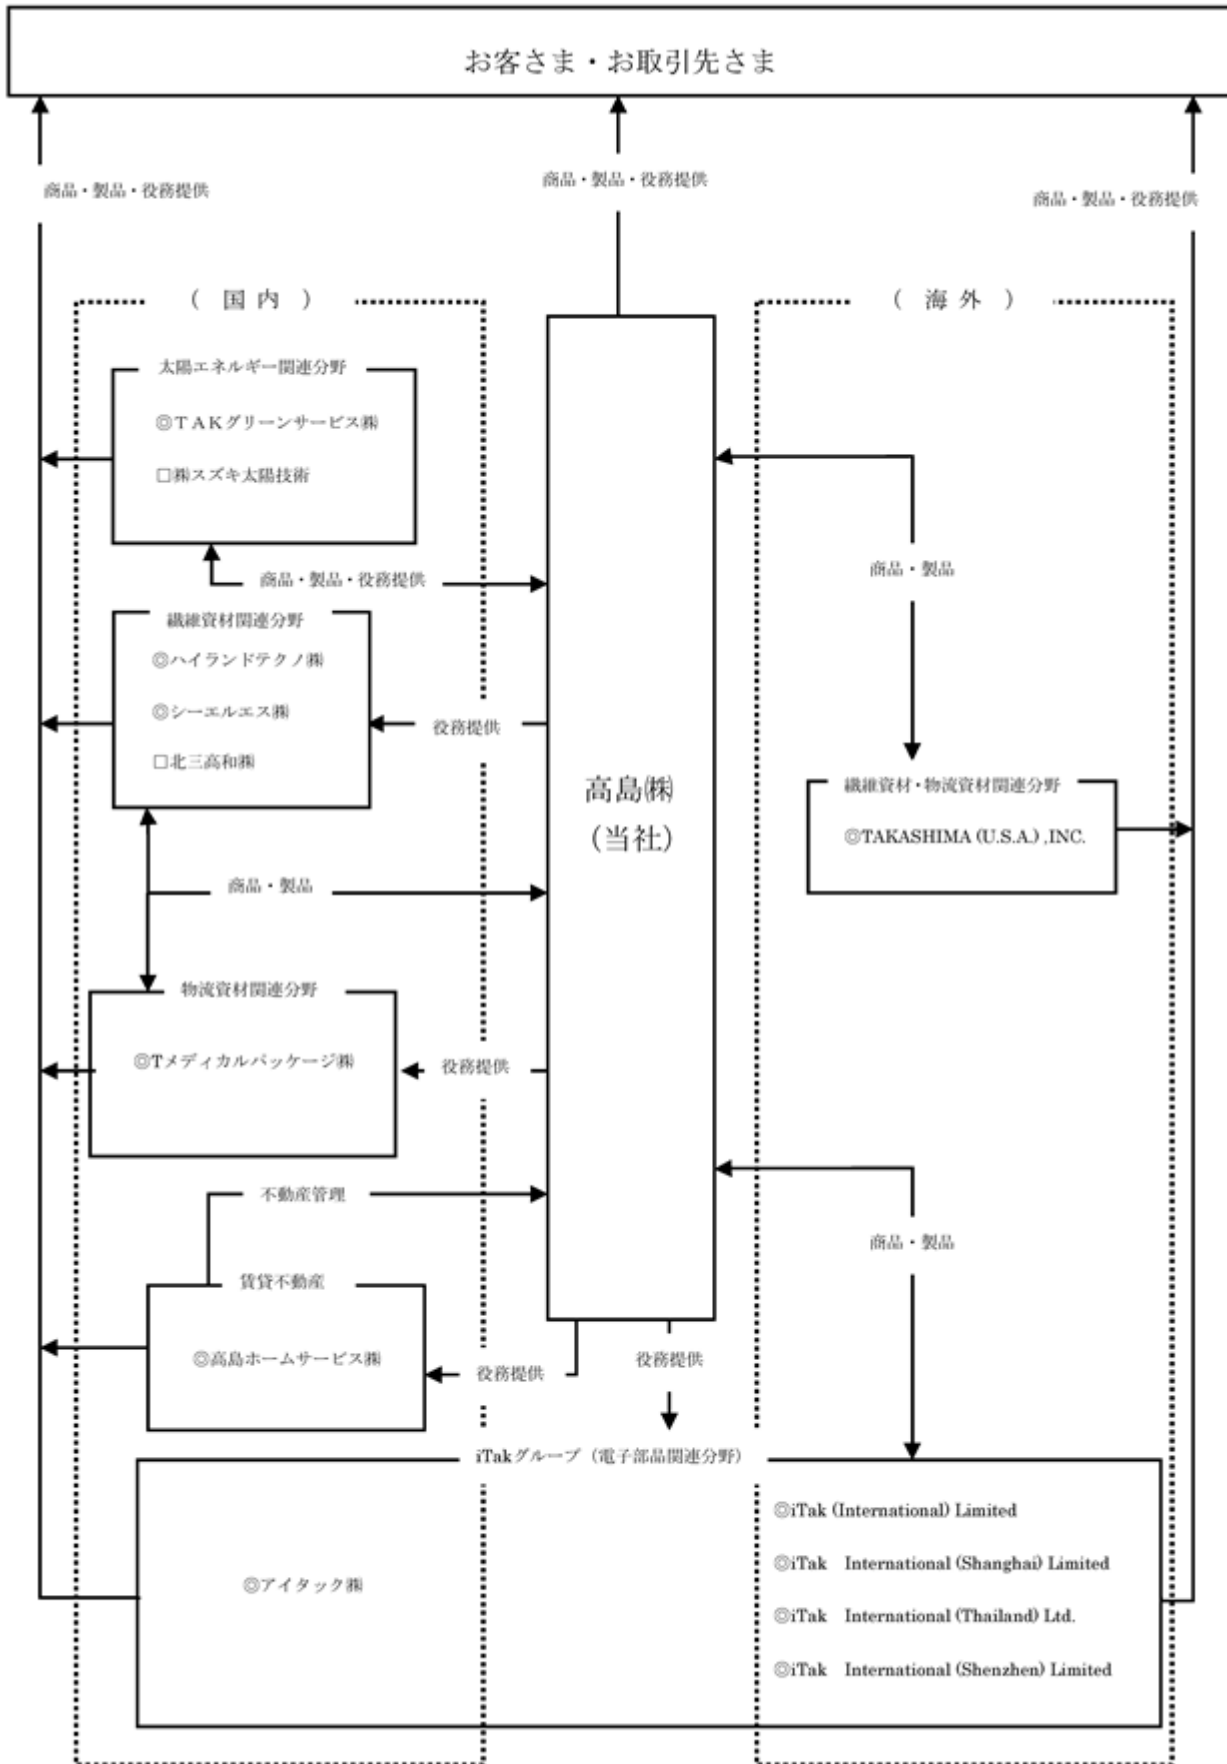 お客さま・お取引先さま
商品・製品・役務提供
商品・製品・役務提供
商品・製品・役務提供
（ 国 内 ）
（ 海 外 ）
太陽エネルギー関連分野
◎ＴＡＫグリーンサービス㈱
□㈱スズキ太陽技術
商品・製品・役務提供
繊維資材関連分野
◎ハイランドテクノ㈱
◎シーエルエス㈱
□北三高和㈱
役務提供
商品・製品
物流資材関連分野
◎Tメディカルパッケージ㈱
役務提供
不動産管理
賃貸不動産
◎高島ホームサービス㈱
役務提供
高島㈱
（当社）
役務提供
商品・製品
繊維資材・物流資材関連分野
◎TAKASHIMA (U.S.A.) ,INC.
商品・製品
iTakグループ（電子部品関連分野）
◎アイタック㈱
◎iTak (International) Limited
◎iTak　International (Shanghai) Limited
◎iTak　International (Thailand) Ltd.
◎iTak　International (Shenzhen) Limited